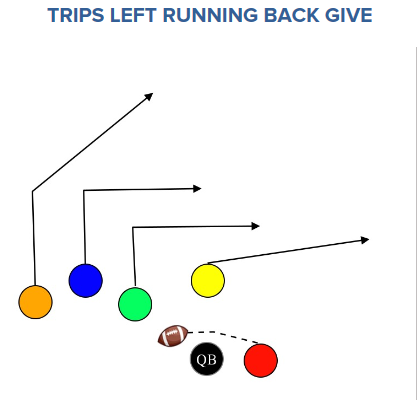 TRIPS LEFT RUNNING BACK GIVE
QB